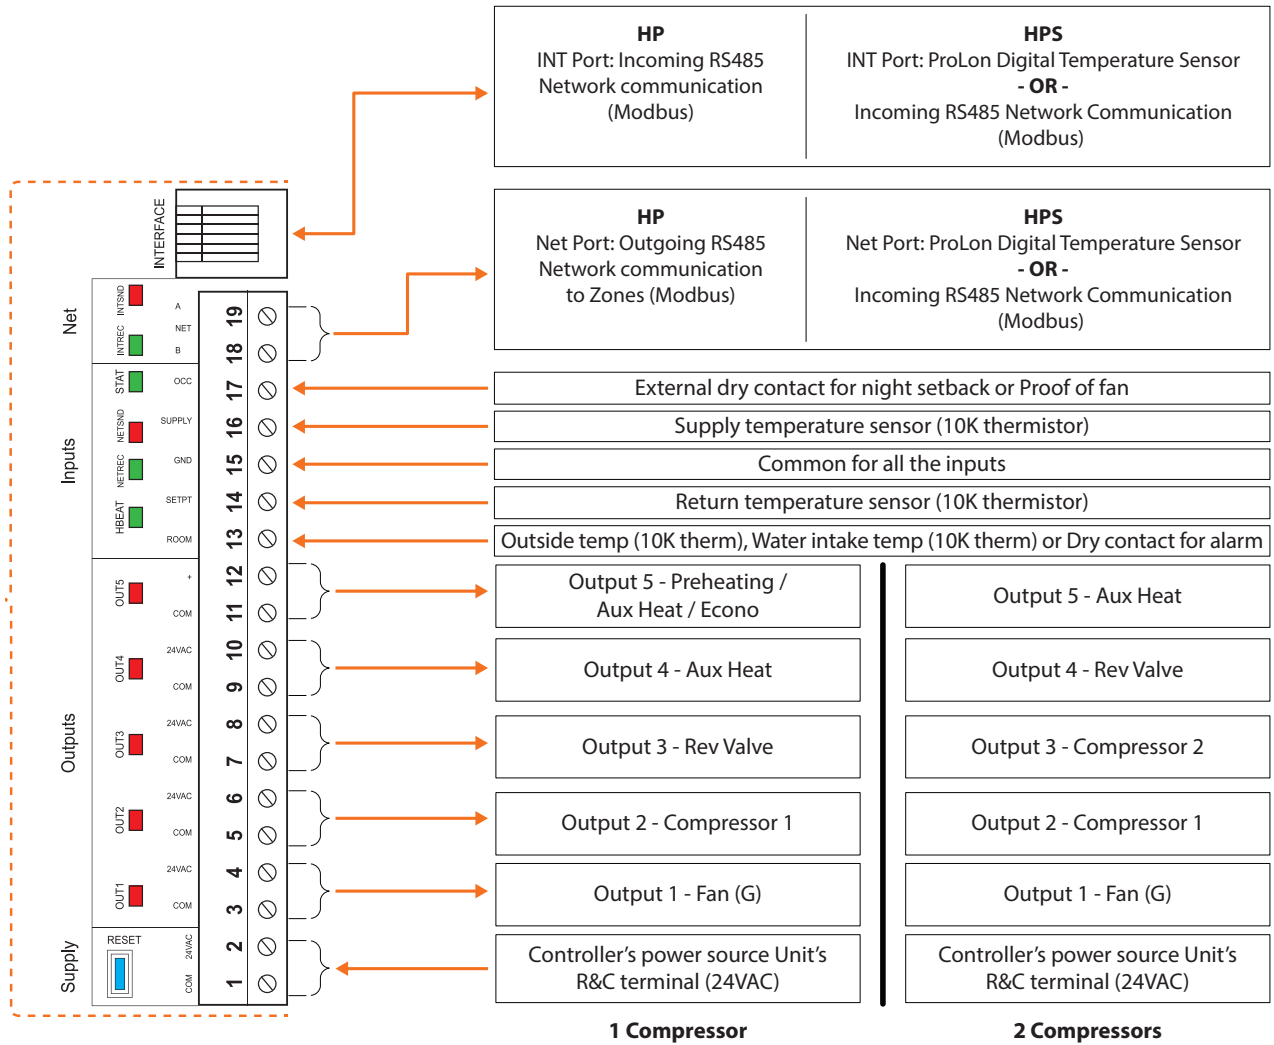 HP
INT Port: Incoming RS485
Network communication
(Modbus)
HPS
INT Port: ProLon Digital Temperature Sensor
- OR -
Incoming RS485 Network Communication
(Modbus)
HP
Net Port: Outgoing RS485
Network communication
to Zones (Modbus)
HPS
Net Port: ProLon Digital Temperature Sensor
- OR -
Incoming RS485 Network Communication
(Modbus)
INTERFACE
Net
INTSND
A
19
NET
INTREC
B
18
Inputs
STAT
OCC
17
External dry contact for night setback or Proof of fan
NETSND
SUPPLY
16
Supply temperature sensor (10K thermistor)
NETREC
GND
15
Common for all the inputs
HBEAT
SETPT
14
Return temperature sensor (10K thermistor)
ROOM
13
Outside temp (10K therm), Water intake temp (10K therm) or Dry contact for alarm
Outputs
OUT5
+
12
COM
11
Output 5 - Preheating /
Aux Heat / Econo
Output 5 - Aux Heat
OUT4
24VAC
10
COM
9
Output 4 - Aux Heat
Output 4 - Rev Valve
OUT3
24VAC
8
COM
7
Output 3 - Rev Valve
Output 3 - Compressor 2
OUT2
24VAC
6
COM
5
Output 2 - Compressor 1
Output 2 - Compressor 1
OUT1
24VAC
4
COM
3
Output 1 - Fan (G)
Output 1 - Fan (G)
Supply
RESET
24VAC
2
COM
1
Controller's power source Unit's
R&C terminal (24VAC)
Controller's power source Unit's
R&C terminal (24VAC)
1 Compressor
2 Compressors